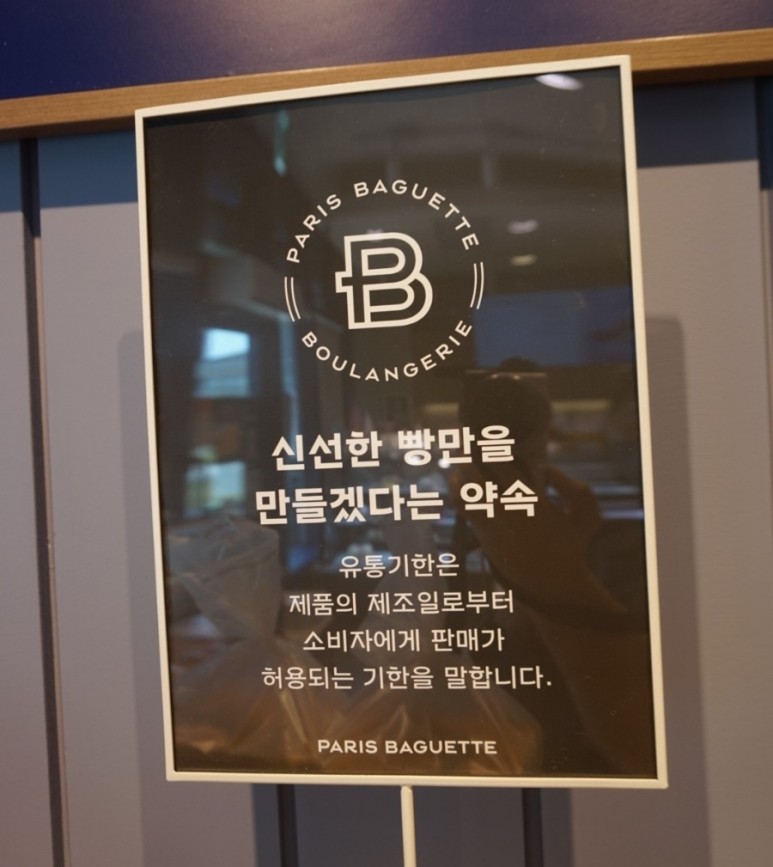 PARIS BAGUETTE
B
BOULANGERIE
신선한 빵만을
만들겠다는 약속
유통기한은
제품의 제조일로부터
소비자에게 판매가
허용되는 기한을 말합니다.
PARIS BAGUETTE